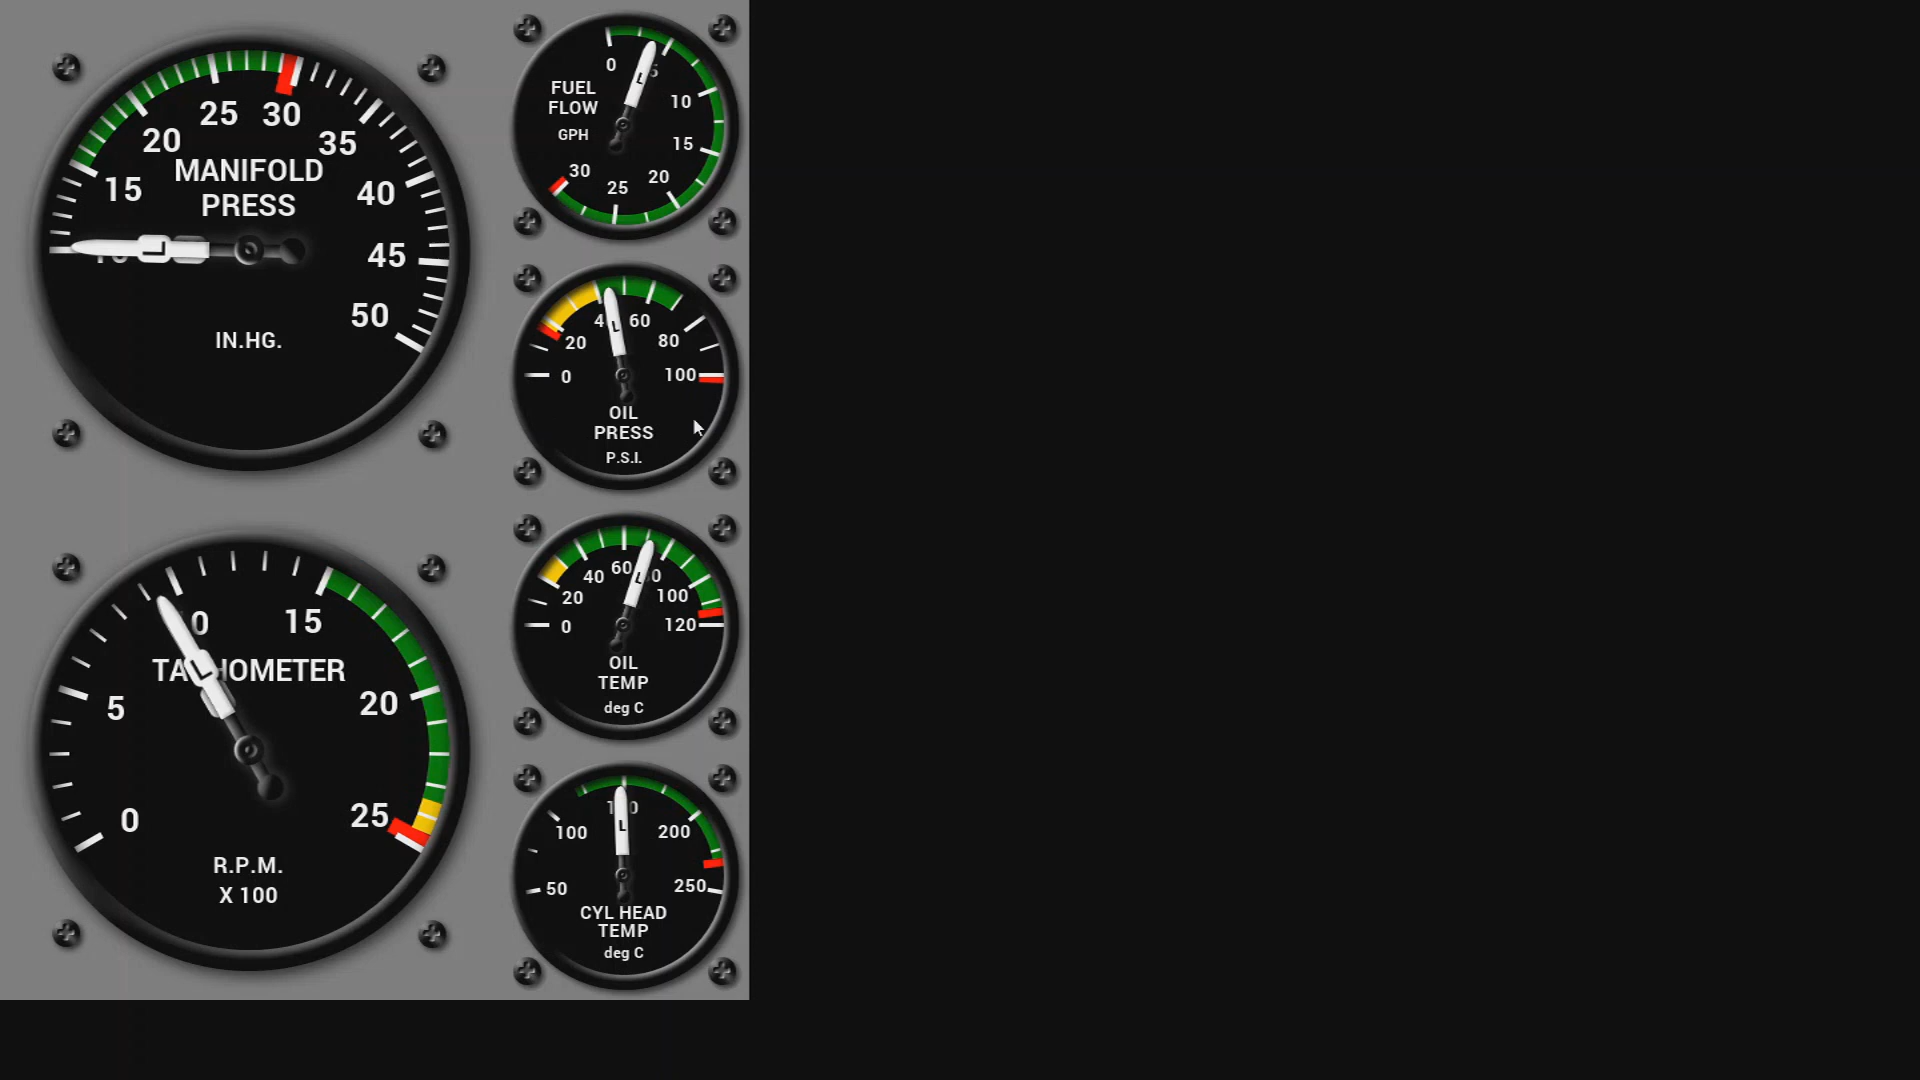 25
30
20
35
MANIFOLD
15
40
PRESS
45
50
IN.HG.
L
0
5
FUEL
FLOW
10
GPH
15
30
20
25
L
60
20
80
0
100
OIL
PRESS
P.S.I.
L
15
TACHOMETER
5
20
0
25
R.P.M.
X 100
L
60
40
20
100
0
120
OIL
TEMP
deg C
L
100
200
50
250
CYL HEAD
TEMP
deg C
L